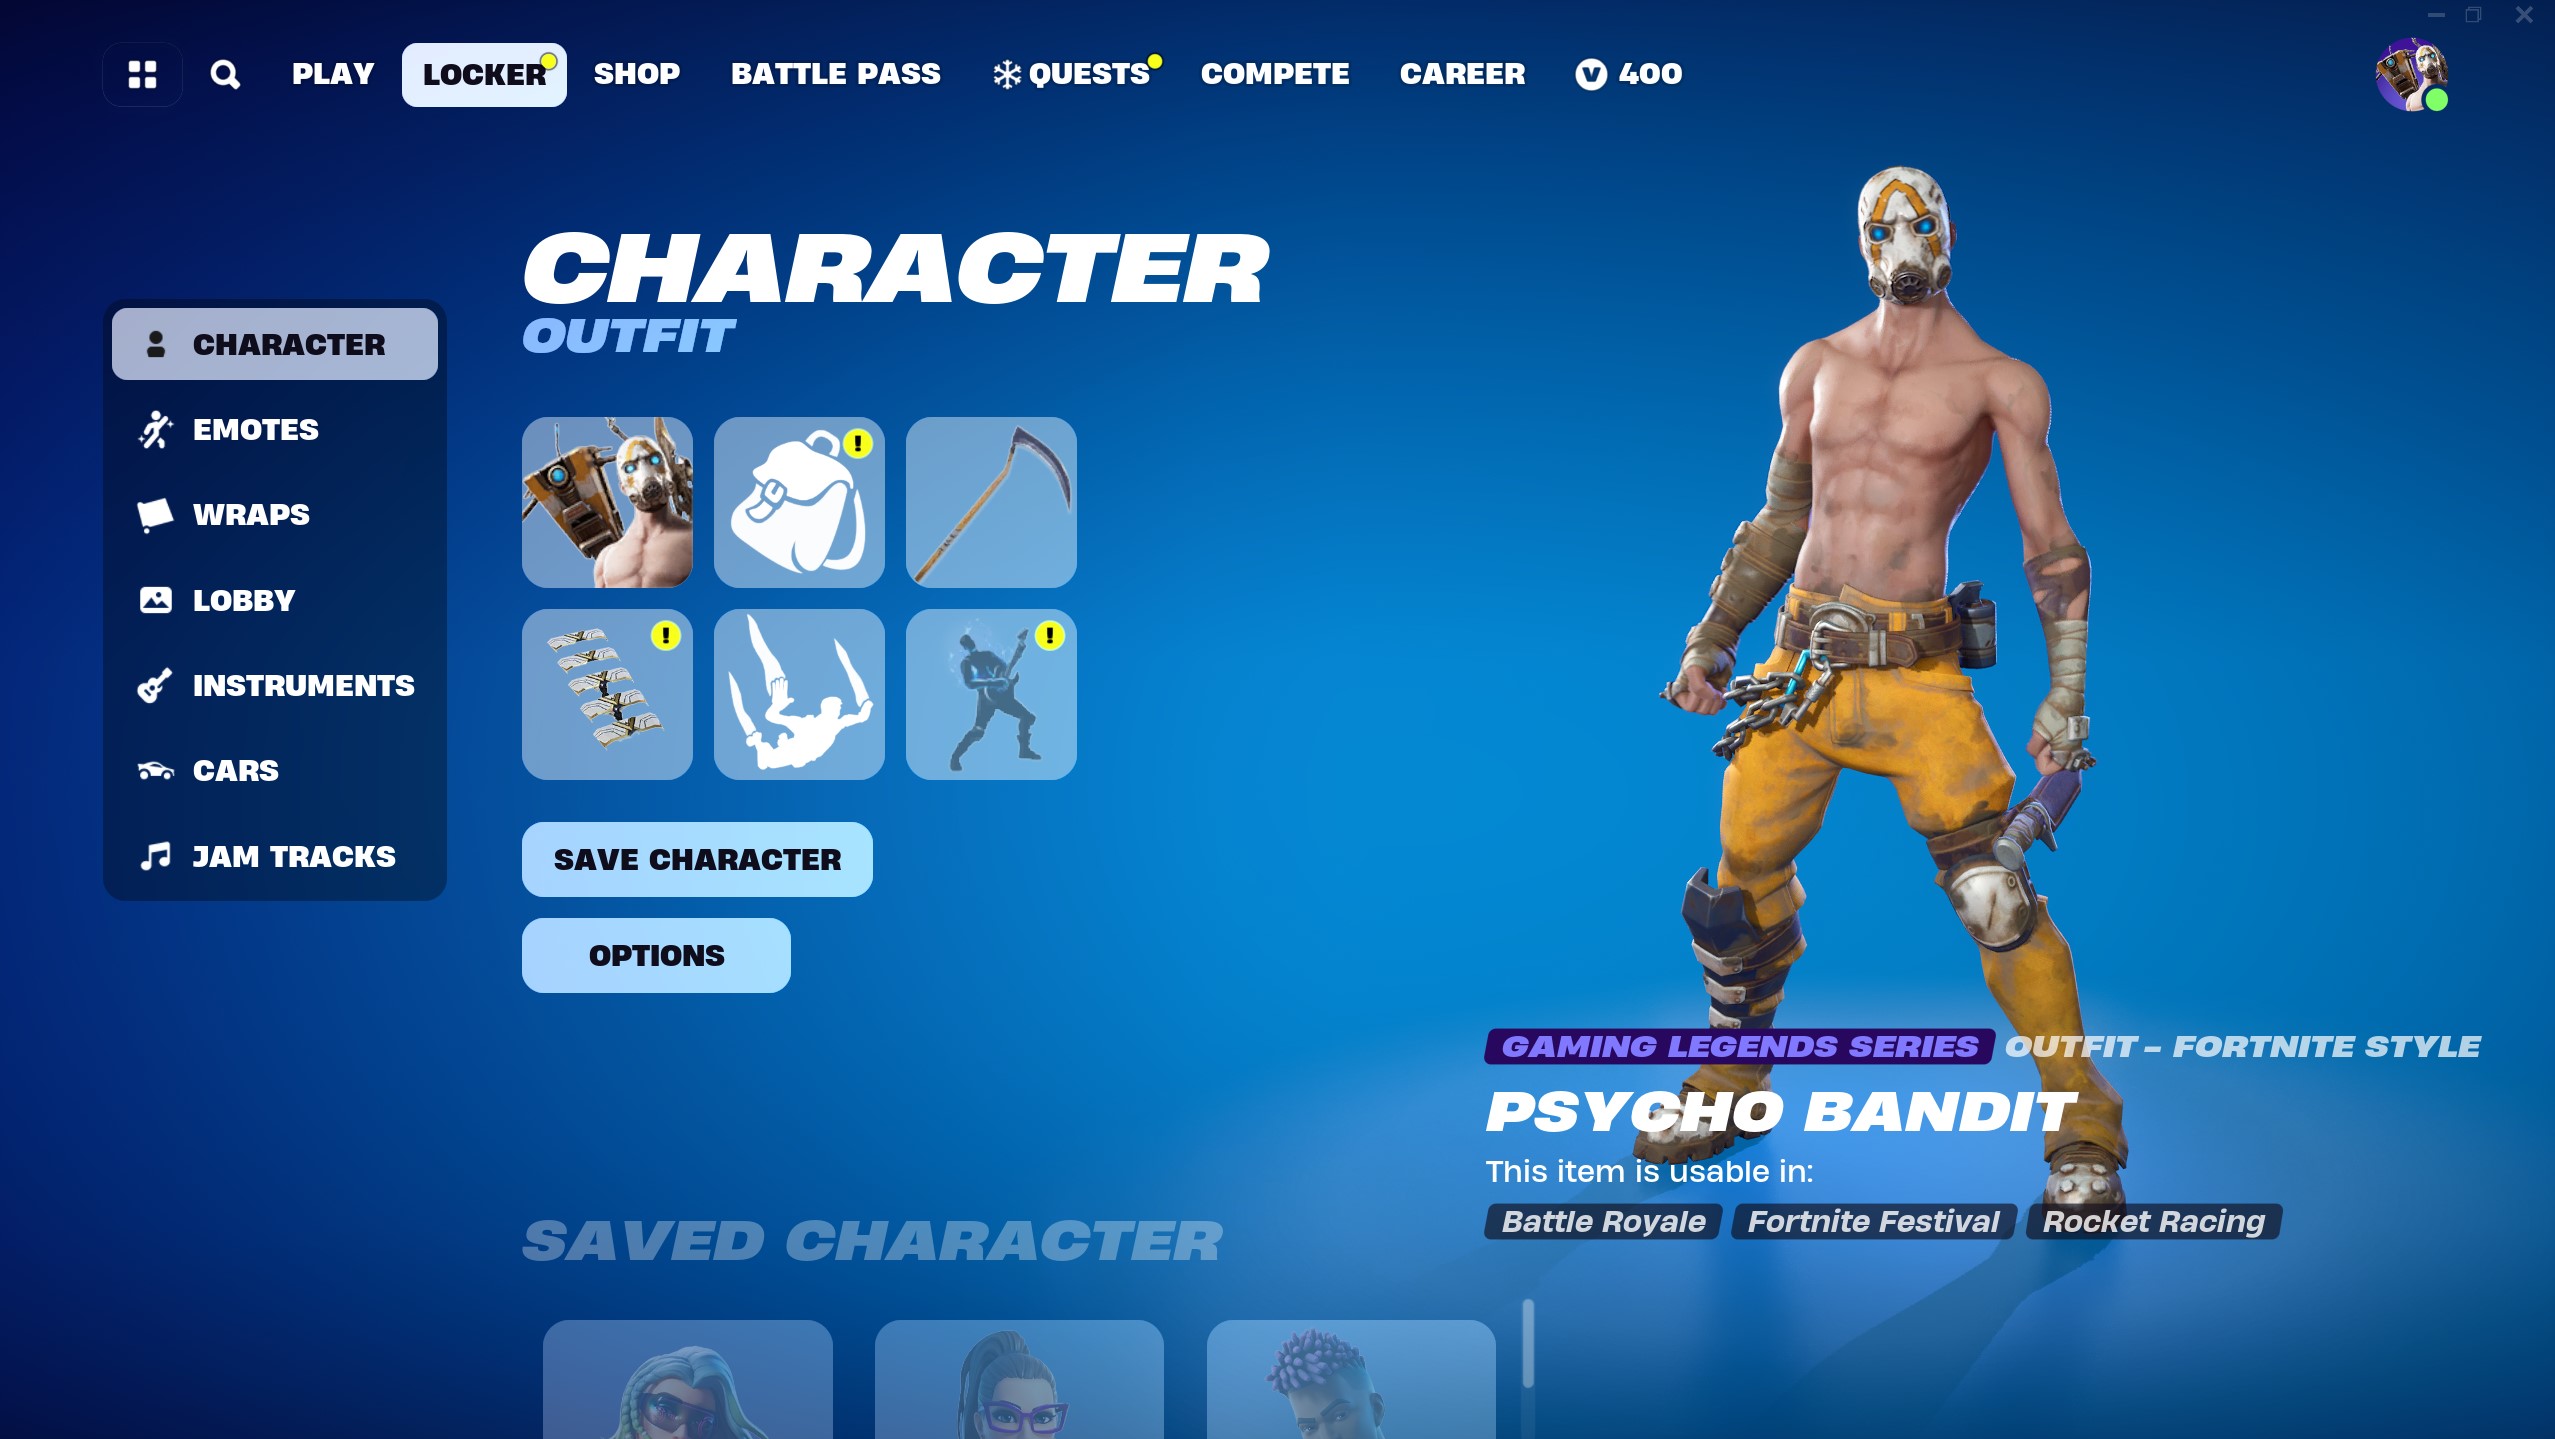 PLAY
LOCKER
SHOP
BATTLE PASS
QUESTS
COMPETE
CAREER
400
CHARACTER
OUTFIT
CHARACTER
EMOTES
WRAPS
LOBBY
INSTRUMENTS
CARS
JAM TRACKS
!
!
!
SAVE CHARACTER
OPTIONS
GAMING LEGENDS SERIES OUTFIT - FORTNITE STYLE
PSYCHO BANDIT
This item is usable in:
Battle Royale Fortnite Festival Rocket Racing
SAVED CHARACTER